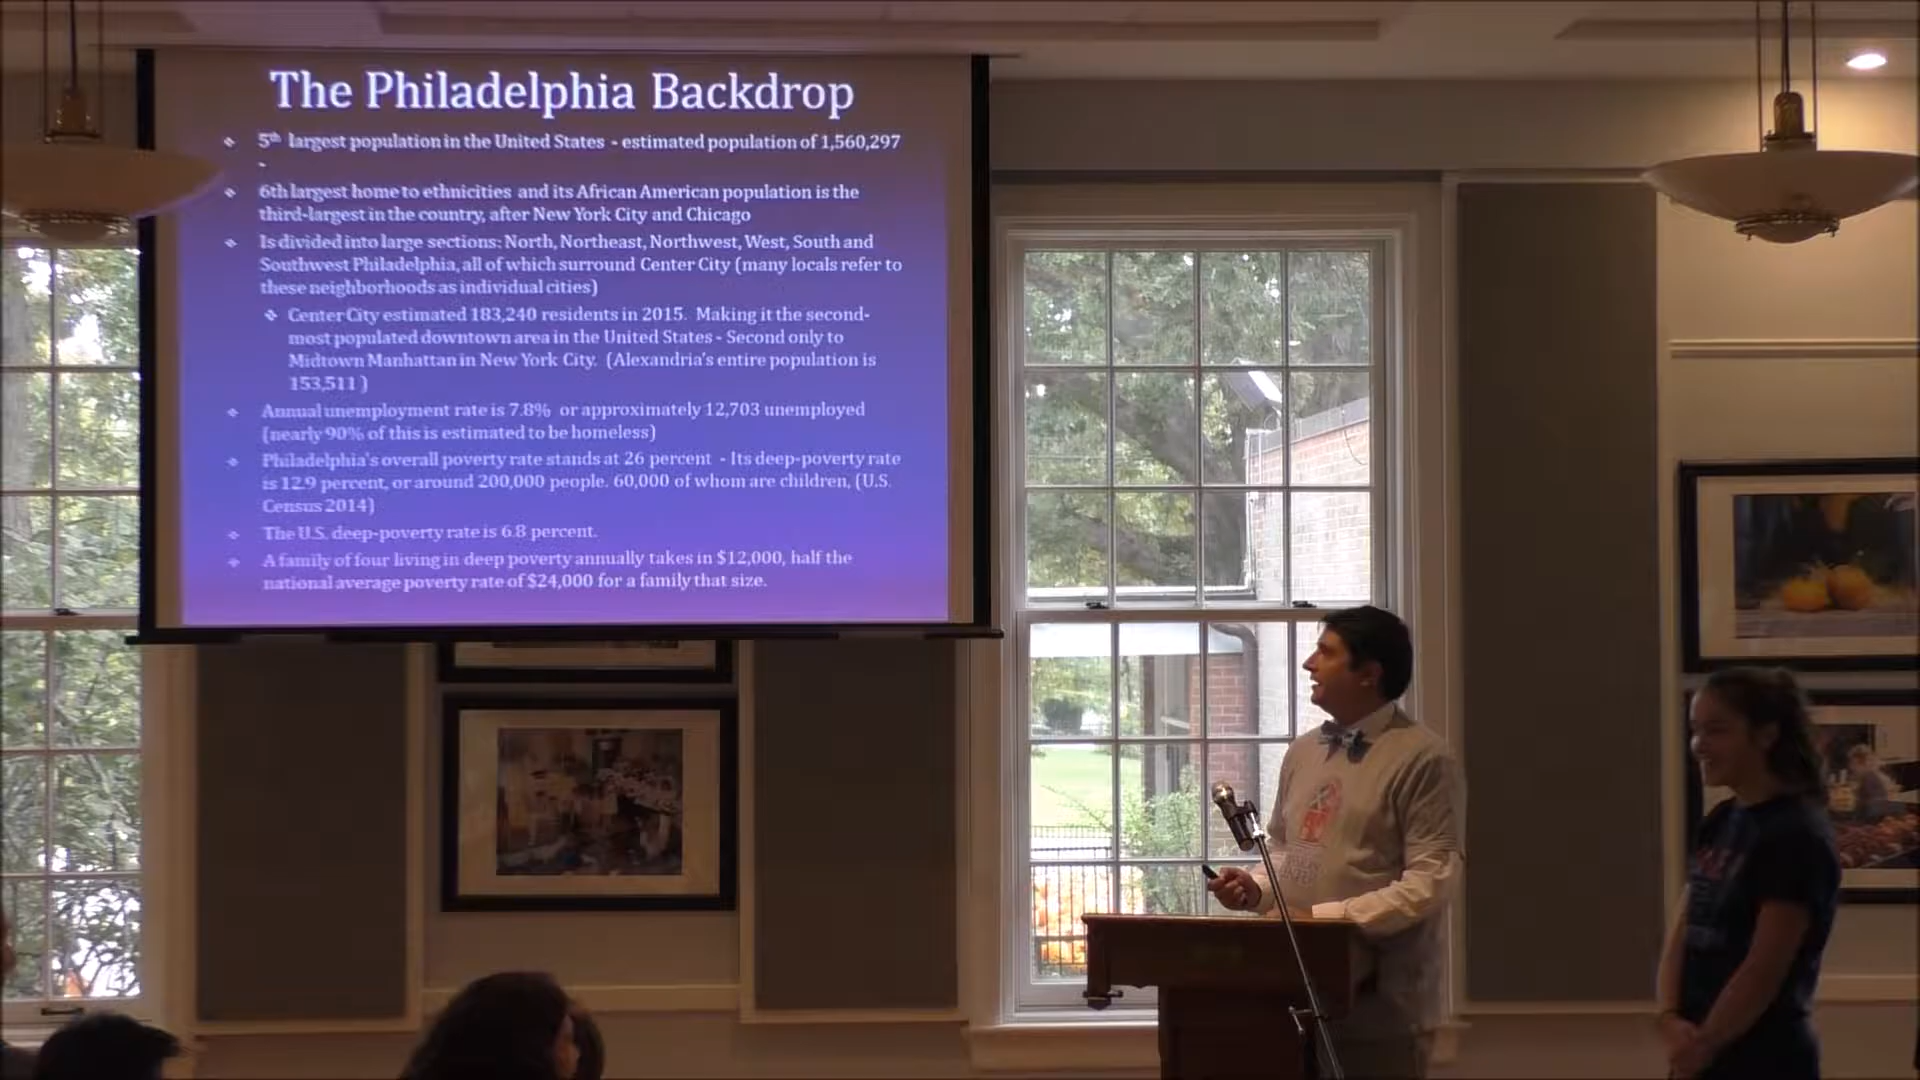 The Philadelphia Backdrop
5th largest population in the United States - estimated population of 1,560,297
-
6th largest home to ethnicities and its African American population is the
third-largest in the country, after New York City and Chicago
Is divided into large sections: North, Northeast, Northwest, West, South and
Southwest Philadelphia, all of which surround Center City (many locals refer to
these neighborhoods as individual cities)
Center City estimated 183,240 residents in 2015. Making it the second-
most populated downtown area in the United States - Second only to
Midtown Manhattan in New York City. (Alexandria's entire population is
153,511 )
Annual unemployment rate is 7.8% or approximately 12,703 unemployed
(nearly 90% of this is estimated to be homeless)
Philadelphia's overall poverty rate stands at 26 percent - Its deep-poverty rate
is 12.9 percent, or around 200,000 people. 60,000 of whom are children, (U.S.
Census 2014)
The U.S. deep-poverty rate is 6.8 percent.
A family of four living in deep poverty annually takes in $12,000, half the
national average poverty rate of $24,000 for a family that size.